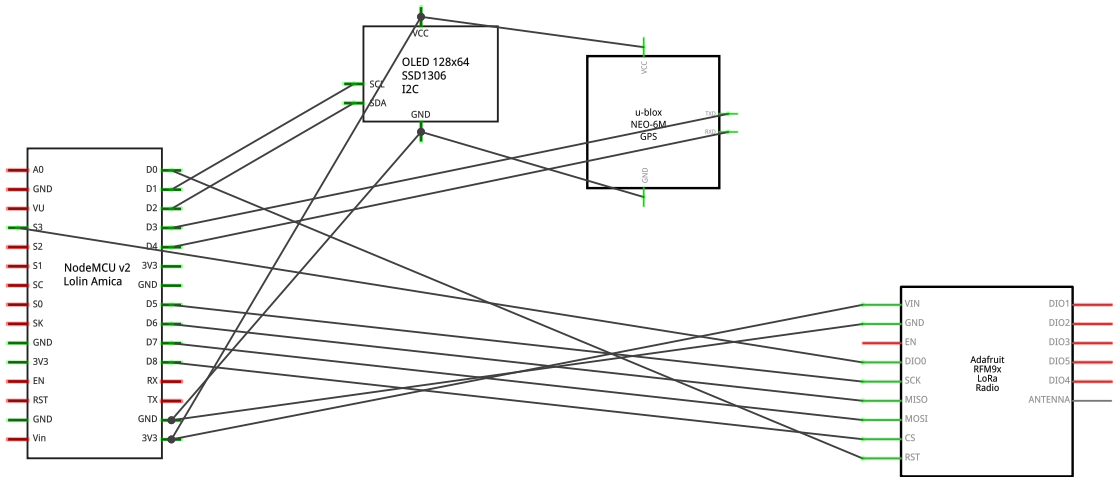 VCC
OLED 128x64
SSD1306
I2C
SCL
SDA
GND
VCC
u-blox
NEO-6M
GPS
TXD
RXD
GND
A0
GND
VU
S3
S2
S1
SC
S0
SK
GND
3V3
EN
RST
GND
Vin
NodeMCU v2
Lolin Amica
D0
D1
D2
D3
D4
3V3
GND
D5
D6
D7
D8
RX
TX
GND
3V3
VIN
GND
EN
DIO0
SCK
MISO
MOSI
CS
RST
Adafruit
RFM9x
LoRa
Radio
DIO1
DIO2
DIO3
DIO5
DIO4
ANTENNA